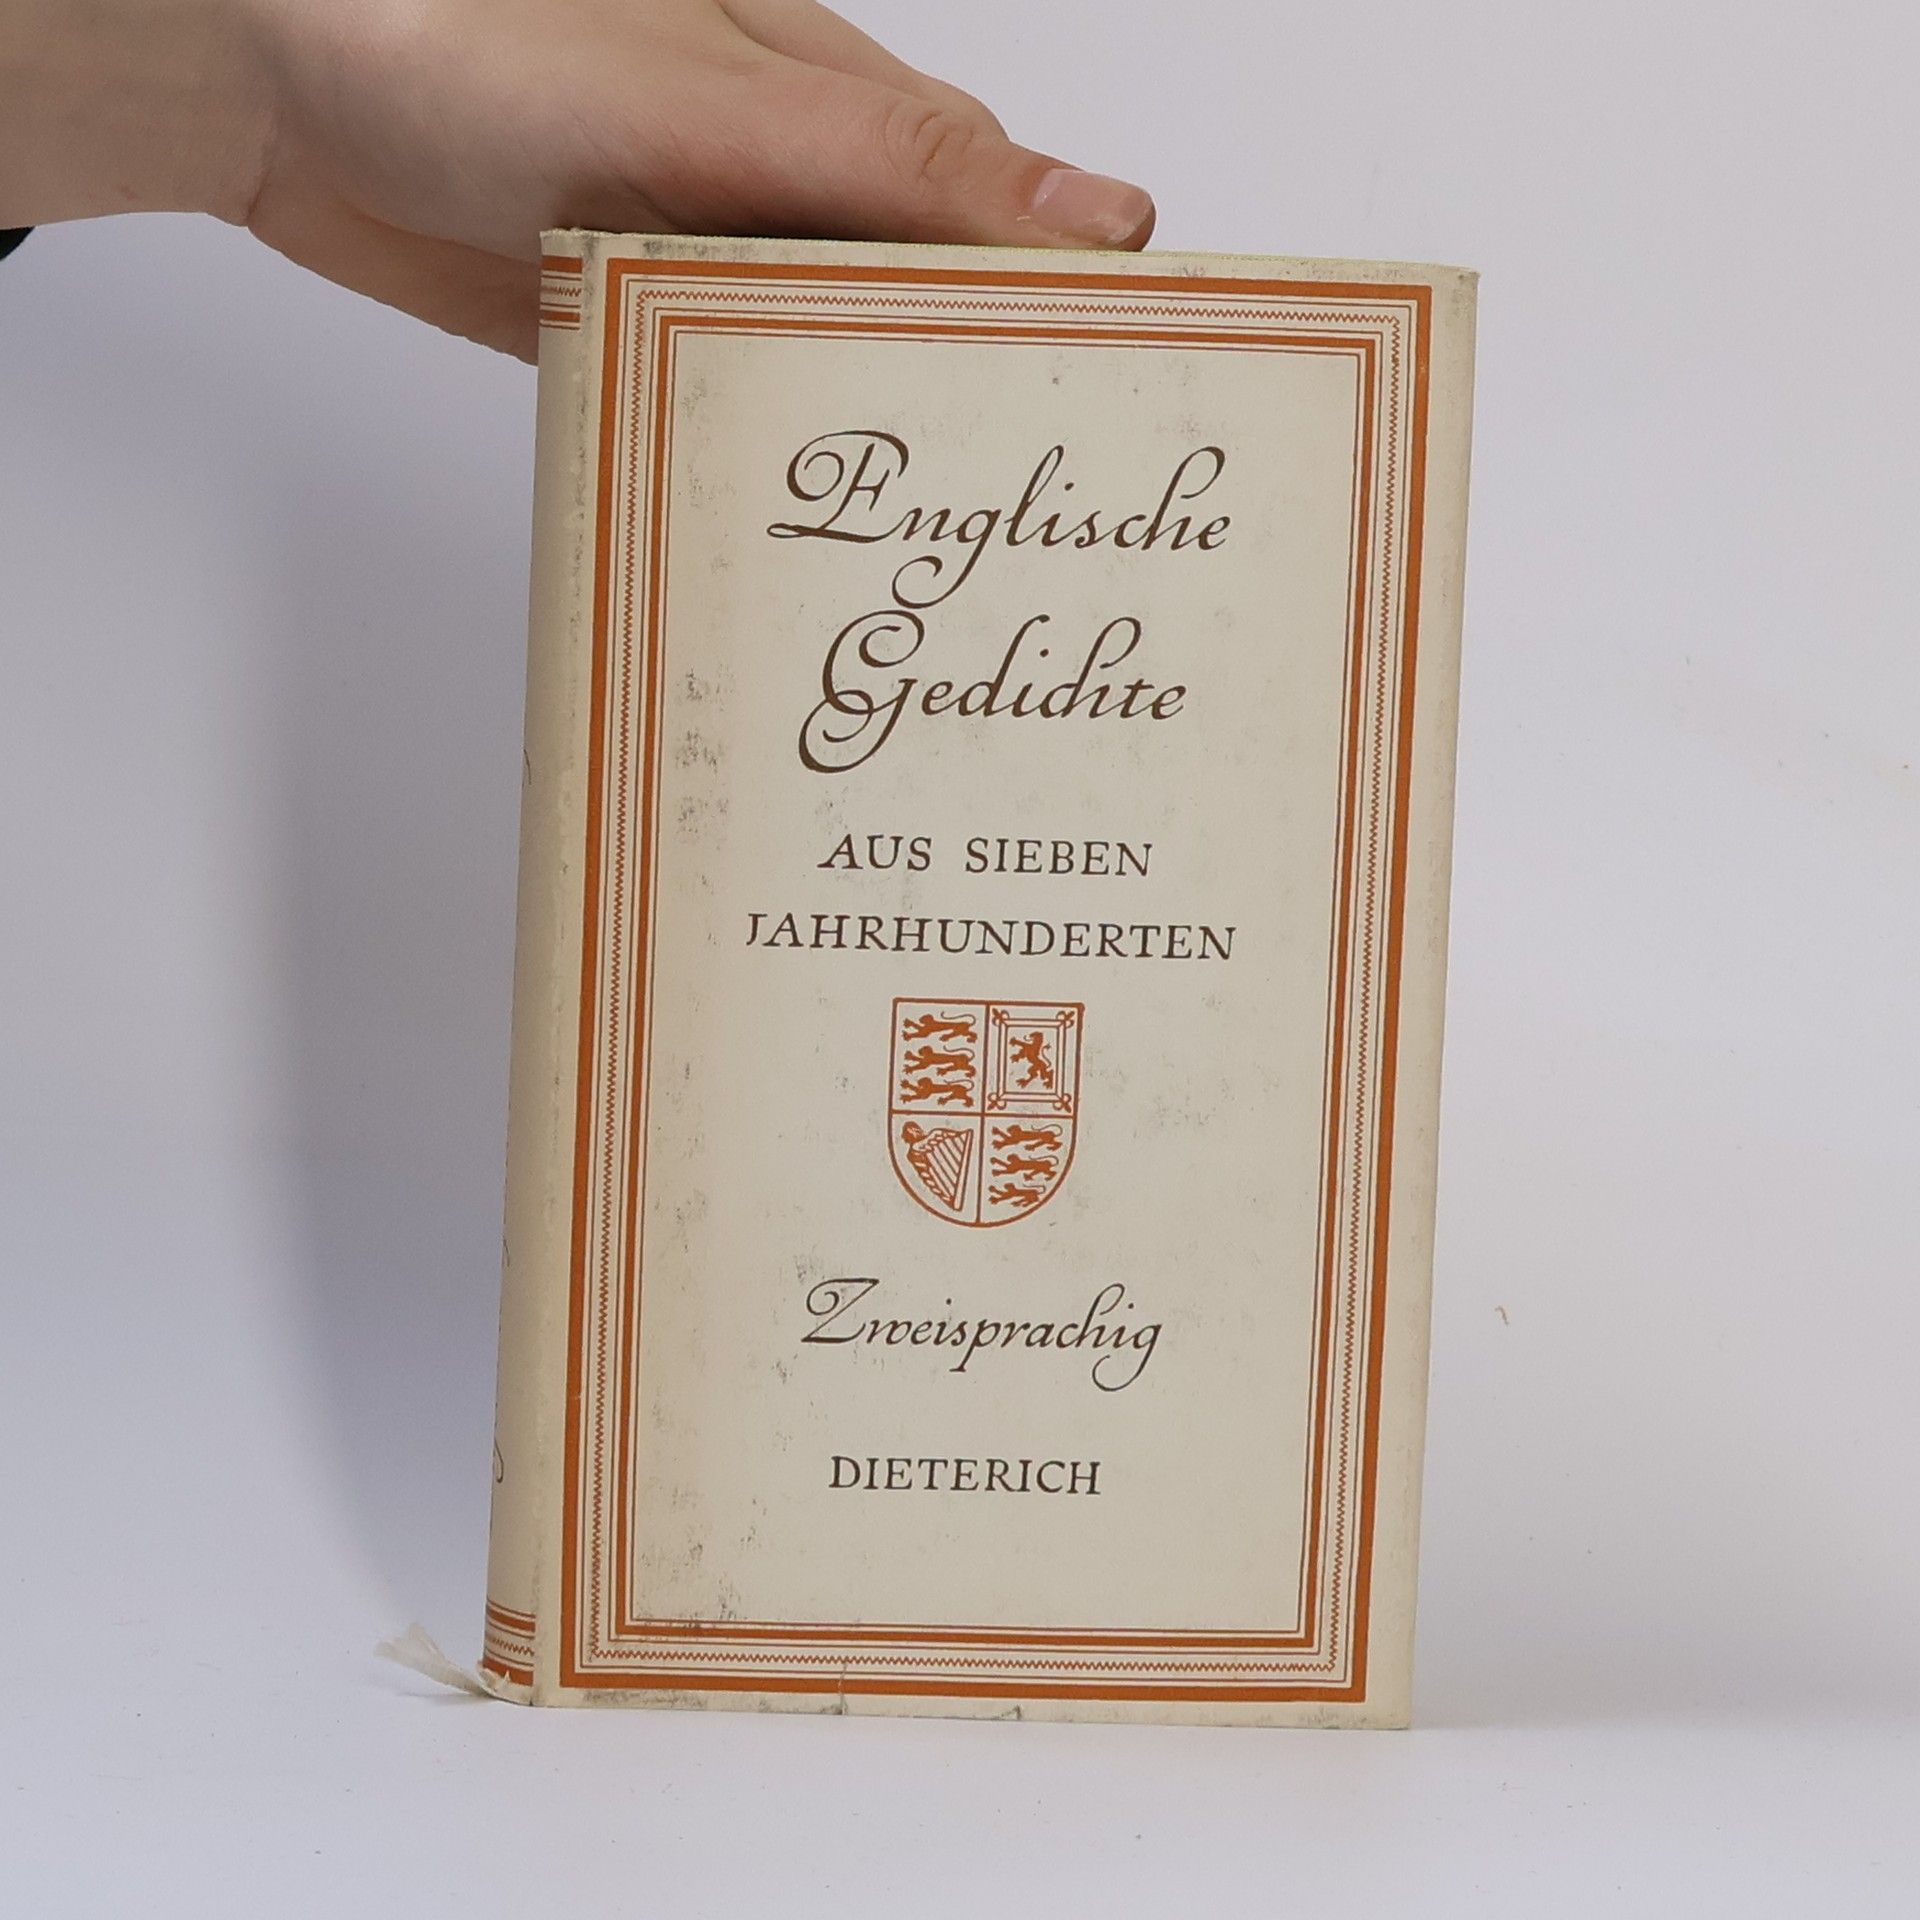 Englische
Gedichte
AUS SIEBEN
JAHRHUNDERTEN
Zweisprachig
DIETERICH